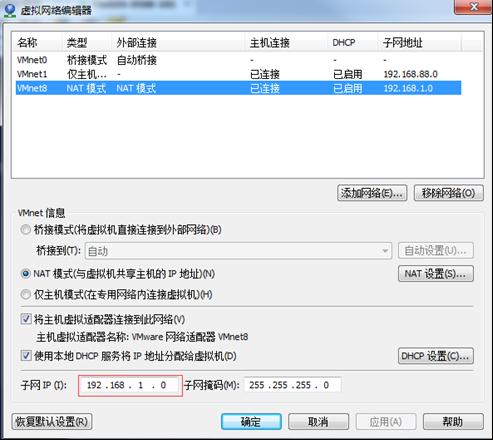 虚拟网络编辑器
名称 类型 外部连接 主机连接 DHCP 子网地址
VMnet0 桥接模式 自动桥接 - - -
VMnet1 仅主机... - 已连接 已启用 192.168.88.0
VMnet8 NAT 模式 NAT 模式 已连接 已启用 192.168.1.0
添加网络(E)... 移除网络(O)
VMnet 信息
桥接模式(将虚拟机直接连接到外部网络)(B)
桥接到(T): 自动 自动设置(U)...
NAT 模式(与虚拟机共享主机的 IP 地址)(N) NAT 设置(S)...
仅主机模式(在专用网络内连接虚拟机)(H)
将主机虚拟适配器连接到此网络(V)
主机虚拟适配器名称: VMware 网络适配器 VMnet8
使用本地 DHCP 服务将 IP 地址分配给虚拟机(D) DHCP 设置(C)...
子网 IP (I): 192 .168 . 1 . 0 子网掩码(M): 255 .255 .255 . 0
恢复默认设置(R) 确定 取消 应用(A) 帮助